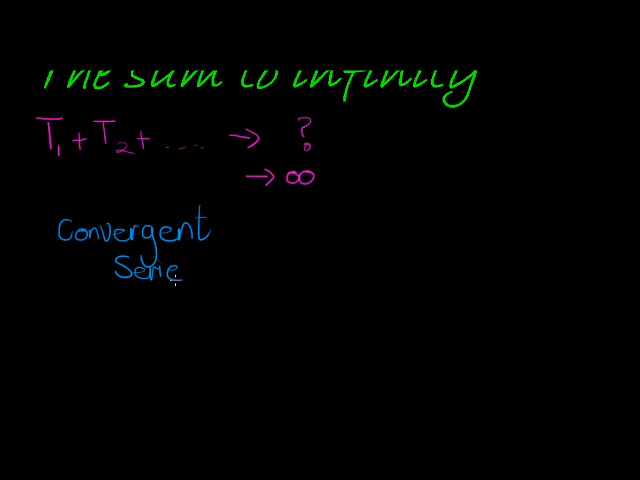 The sum to infinity
T₁ + T₂ + ..... → ?
→ ∞
Convergent
Serie